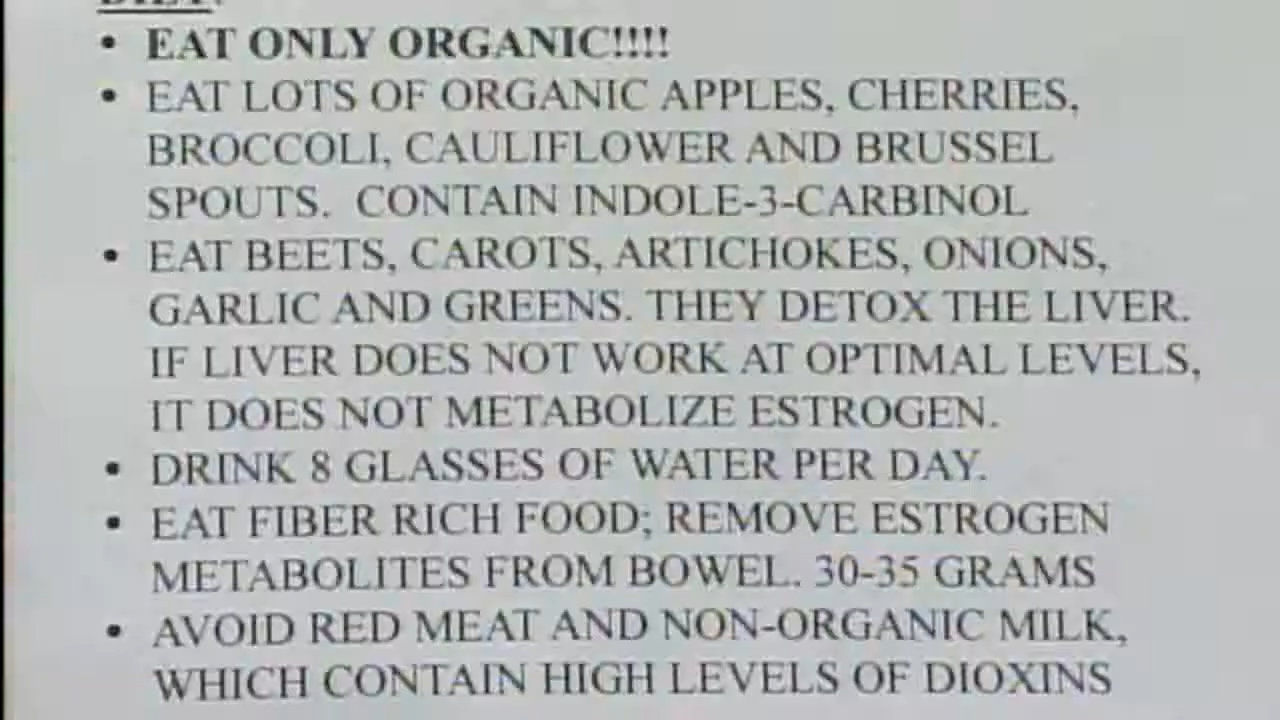 DIET:
• EAT ONLY ORGANIC!!!!
• EAT LOTS OF ORGANIC APPLES, CHERRIES,
BROCCOLI, CAULIFLOWER AND BRUSSEL
SPOUTS. CONTAIN INDOLE-3-CARBINOL
• EAT BEETS, CAROTS, ARTICHOKES, ONIONS,
GARLIC AND GREENS. THEY DETOX THE LIVER.
IF LIVER DOES NOT WORK AT OPTIMAL LEVELS,
IT DOES NOT METABOLIZE ESTROGEN.
• DRINK 8 GLASSES OF WATER PER DAY.
• EAT FIBER RICH FOOD; REMOVE ESTROGEN
METABOLITES FROM BOWEL. 30-35 GRAMS
• AVOID RED MEAT AND NON-ORGANIC MILK,
WHICH CONTAIN HIGH LEVELS OF DIOXINS